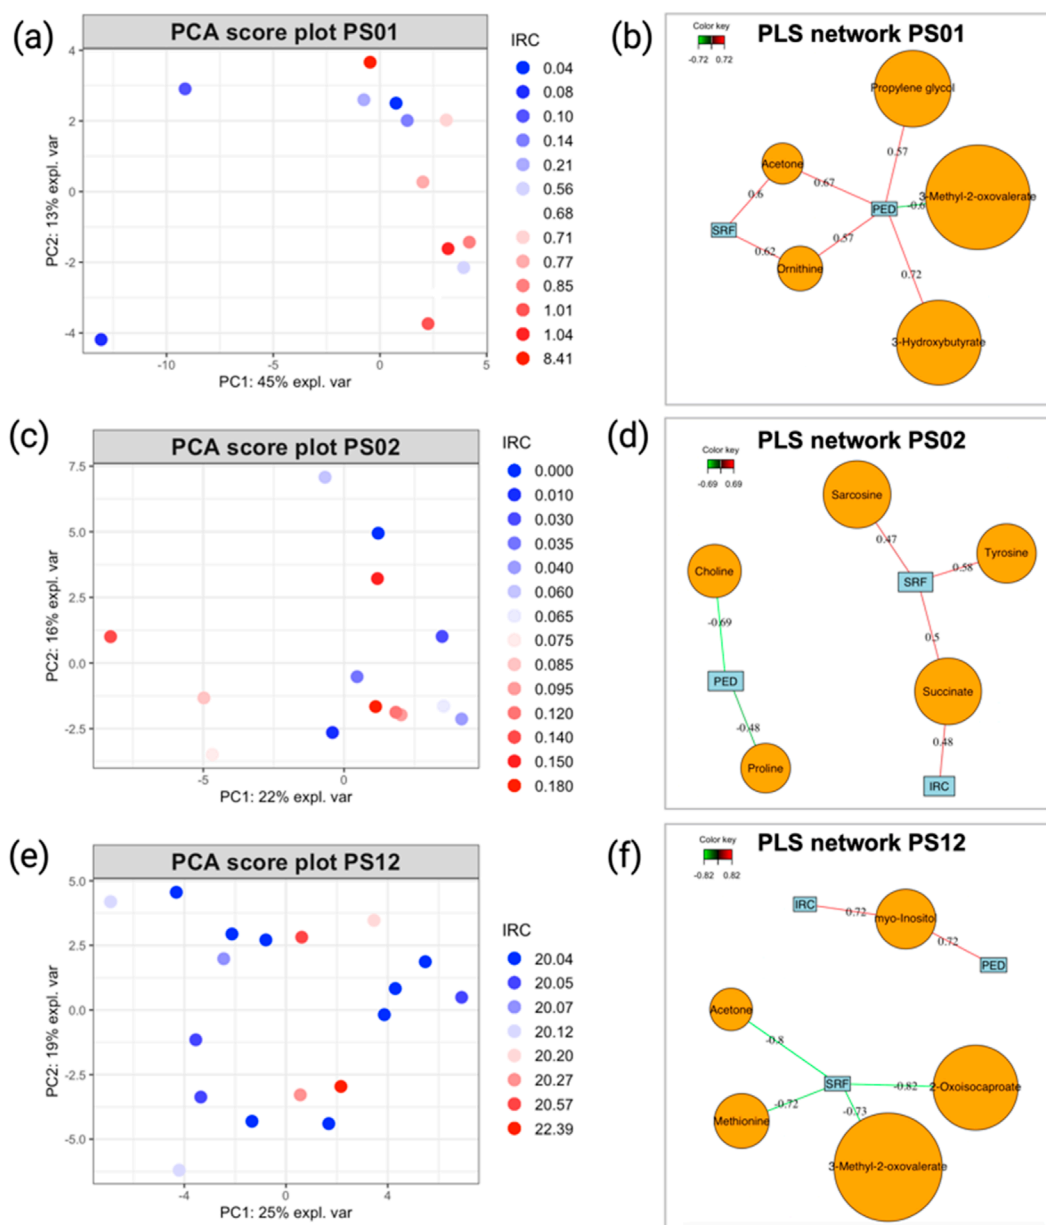 (a)
PCA score plot PS01
IRC
4
2
0
-2
-4
PC2: 13% expl. var
-10
-5
0
5
PC1: 45% expl. var
0.04
0.08
0.10
0.14
0.21
0.56
0.68
0.71
0.77
0.85
1.01
1.04
8.41
(b)
Color key
-0.72 0.72
PLS network PS01
Propylene glycol
0.57
Acetone
0.67
0.6
3-Methyl-2-oxovalerate
PED
-0.6
SRF
0.62
0.57
Ornithine
0.72
3-Hydroxybutyrate
(c)
PCA score plot PS02
IRC
7.5
5.0
2.5
0.0
-2.5
PC2: 16% expl. var
-5
0
PC1: 22% expl. var
0.000
0.010
0.030
0.035
0.040
0.060
0.065
0.075
0.085
0.095
0.120
0.140
0.150
0.180
(d)
PLS network PS02
Color key
-0.69 0.69
Sarcosine
0.47
Tyrosine
0.58
Choline
SRF
-0.69
0.5
PED
Succinate
-0.48
0.48
Proline
IRC
(e)
PCA score plot PS12
IRC
5.0
2.5
0.0
-2.5
-5.0
PC2: 19% expl. var
-4
0
4
PC1: 25% expl. var
20.04
20.05
20.07
20.12
20.20
20.27
20.57
22.39
(f)
PLS network PS12
Color key
-0.82 0.82
IRC
0.72
myo-Inositol
0.72
PED
Acetone
-0.8
SRF
-0.82
2-Oxoisocaproate
-0.72
-0.73
Methionine
3-Methyl-2-oxovalerate